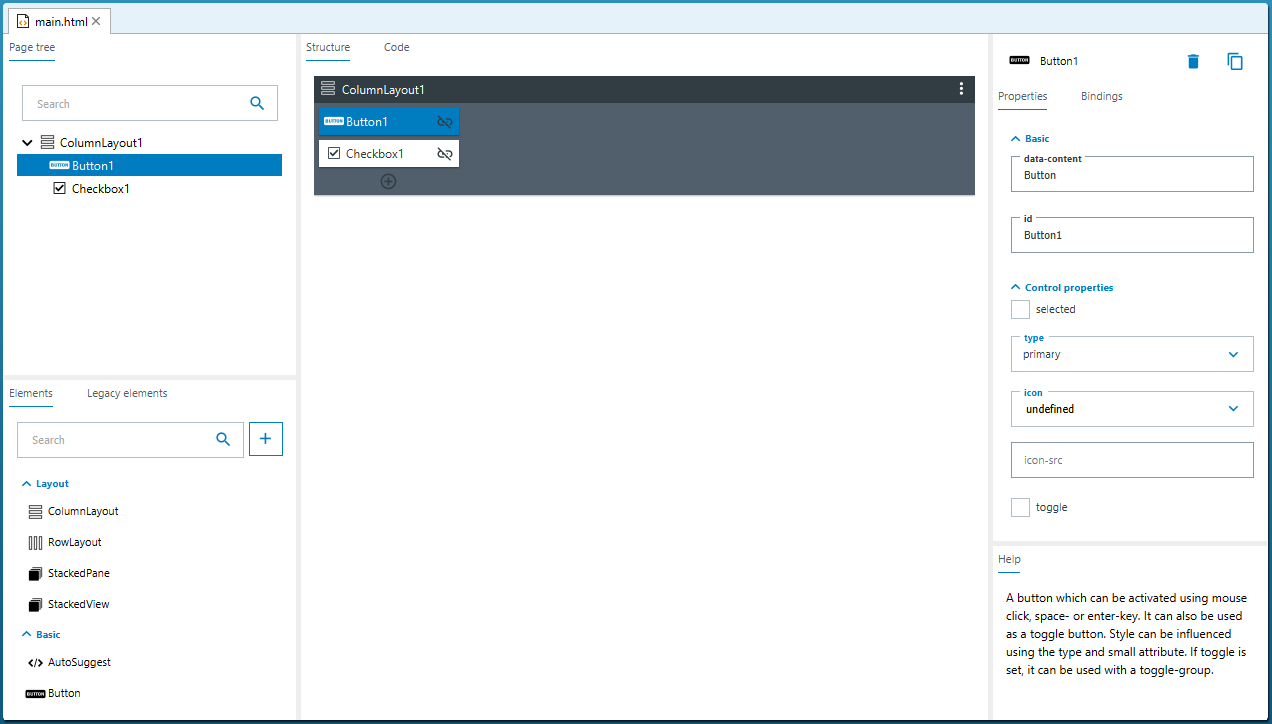 main.html
Page tree
Search
ColumnLayout1
BUTTON Button1
Checkbox1
Elements Legacy elements
Search
Layout
ColumnLayout
RowLayout
StackedPane
StackedView
Basic
AutoSuggest
BUTTON Button
Structure Code
ColumnLayout1
BUTTON Button1
Checkbox1
BUTTON Button1
Properties Bindings
Basic
data-content
Button
id
Button1
Control properties
selected
type
primary
icon
undefined
icon-src
toggle
Help
A button which can be activated using mouse
click, space- or enter-key. It can also be used
as a toggle button. Style can be influenced
using the type and small attribute. If toggle is
set, it can be used with a toggle-group.